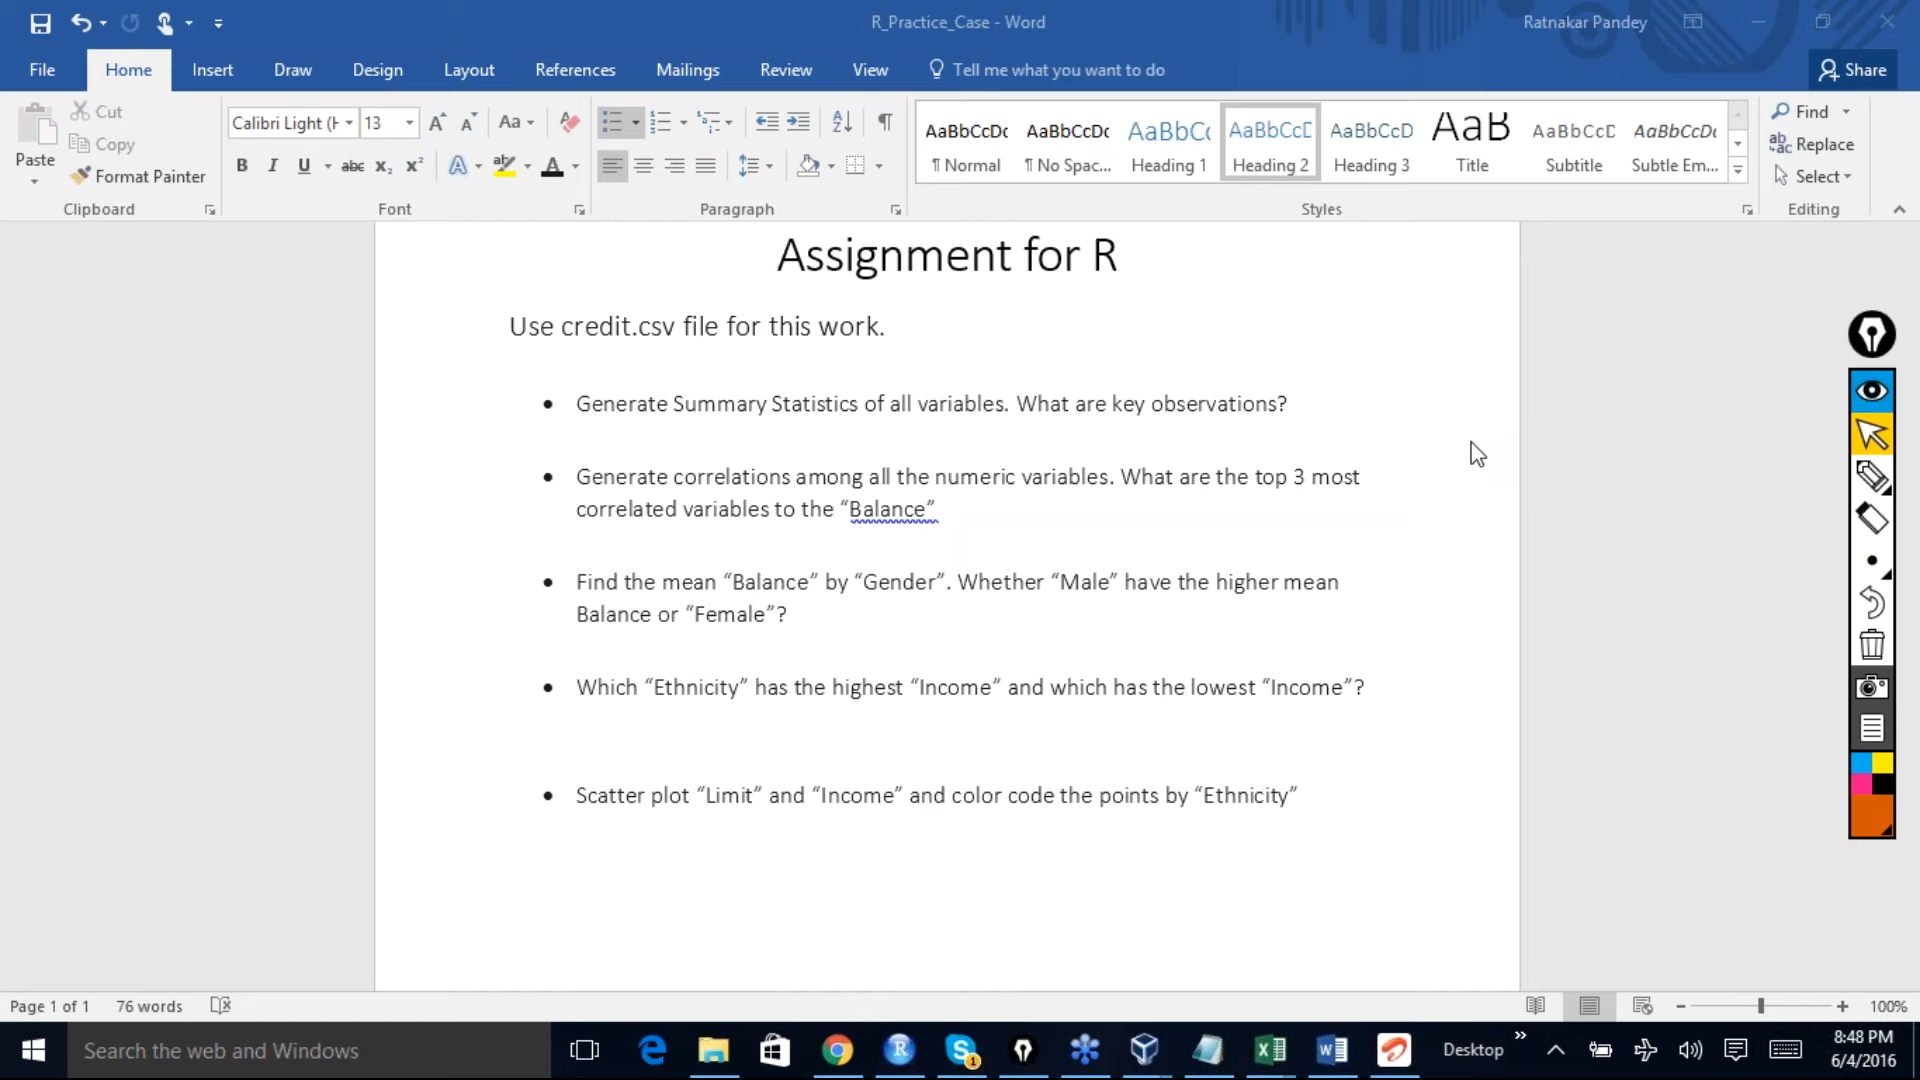 R_Practice_Case - Word
Ratnakar Pandey
File Home Insert Draw Design Layout References Mailings Review View Tell me what you want to do Share
Paste
Cut
Copy
Format Painter
Clipboard
Calibri Light (H 13
Aa
B I U abc x₂ x² A A
Font
Paragraph
AaBbCcDc AaBbCcDc AaBbC AaBbCcD AaBbCcD AaB AaBbCcD AaBbCcDc
¶ Normal ¶ No Spac... Heading 1 Heading 2 Heading 3 Title Subtitle Subtle Em...
Styles
Find
Replace
Select
Editing
Assignment for R
Use credit.csv file for this work.
• Generate Summary Statistics of all variables. What are key observations?
• Generate correlations among all the numeric variables. What are the top 3 most
correlated variables to the “Balance”
• Find the mean “Balance” by “Gender”. Whether “Male” have the higher mean
Balance or “Female”?
• Which “Ethnicity” has the highest “Income” and which has the lowest “Income”?
• Scatter plot “Limit” and “Income” and color code the points by “Ethnicity”
Page 1 of 1 76 words
100%
Search the web and Windows
Desktop
8:48 PM
6/4/2016